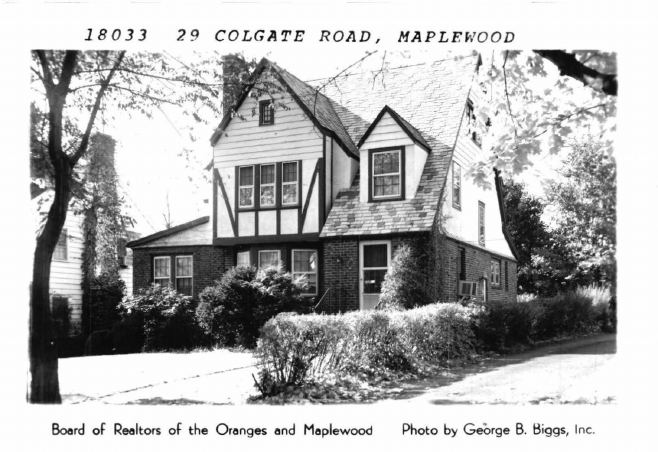 18033 29 COLGATE ROAD, MAPLEWOOD
Board of Realtors of the Oranges and Maplewood Photo by George B. Biggs, Inc.